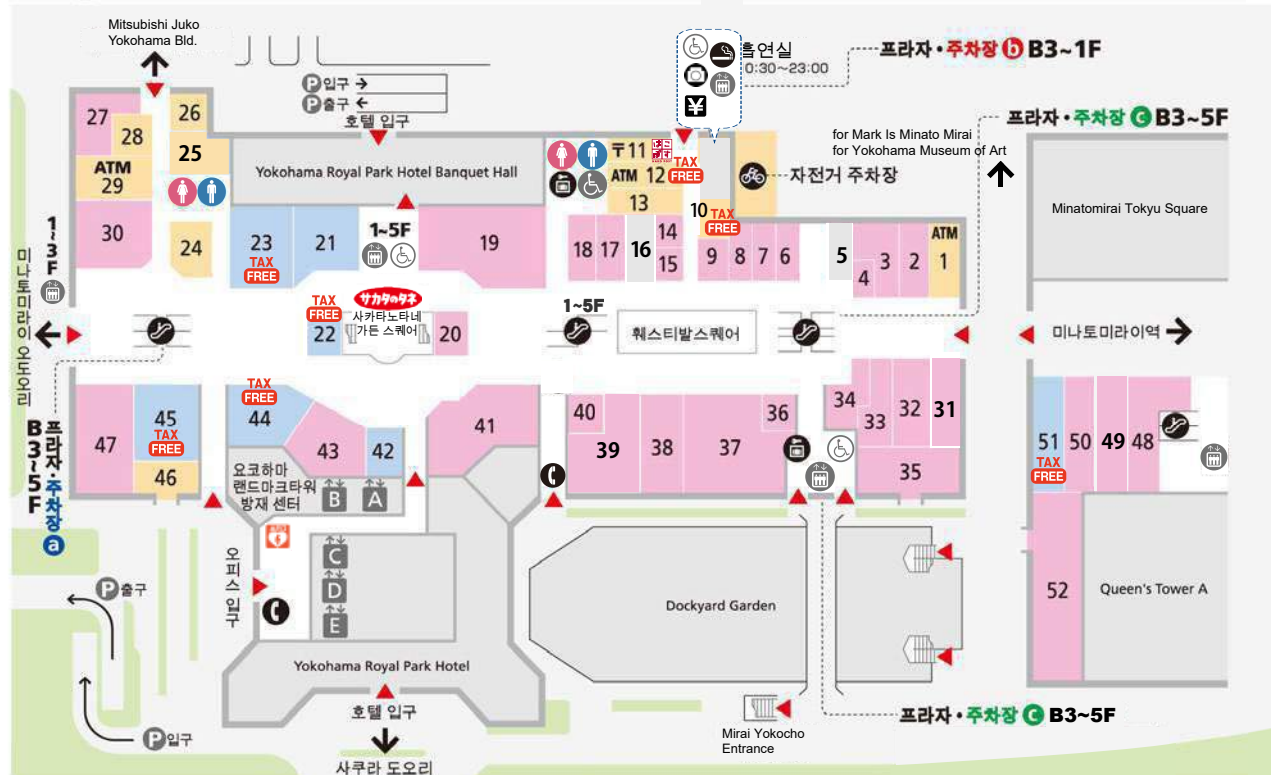 Mitsubishi Juko
Yokohama Bld.
P 입구
P 출구
호텔 입구
흡연실
0:30~23:00
¥
프라자・주차장 b B3~1F
프라자・주차장 C B3~5F
for Mark Is Minato Mirai
for Yokohama Museum of Art
27
28
26
25
ATM
29
30
24
Yokohama Royal Park Hotel Banquet Hall
〒11
ATM 12
TAX
FREE
13
자전거 주차장
Minatomirai Tokyu Square
23
TAX
FREE
21
1~5F
19
18
17
16
14
15
10
TAX
FREE
9
8
7
6
5
4
3
2
ATM
1
1~3F
미나토미라이 오도오리
TAX
FREE
22
サカタのタネ
사카타노타네
가든 스퀘어
20
1~5F
훼스티발스퀘어
미나토미라이역
프라자・주차장 a
B3~5F
47
45
TAX
FREE
46
TAX
FREE
44
43
42
41
40
39
38
37
36
34
33
32
31
35
51
TAX
FREE
50
49
48
요코하마
랜드마크타워
방재 센터
B
A
C
D
E
AED
오피스 입구
P 출구
P 입구
Yokohama Royal Park Hotel
호텔 입구
사쿠라 도오리
Dockyard Garden
52
Queen's Tower A
Mirai Yokocho
Entrance
프라자・주차장 C B3~5F